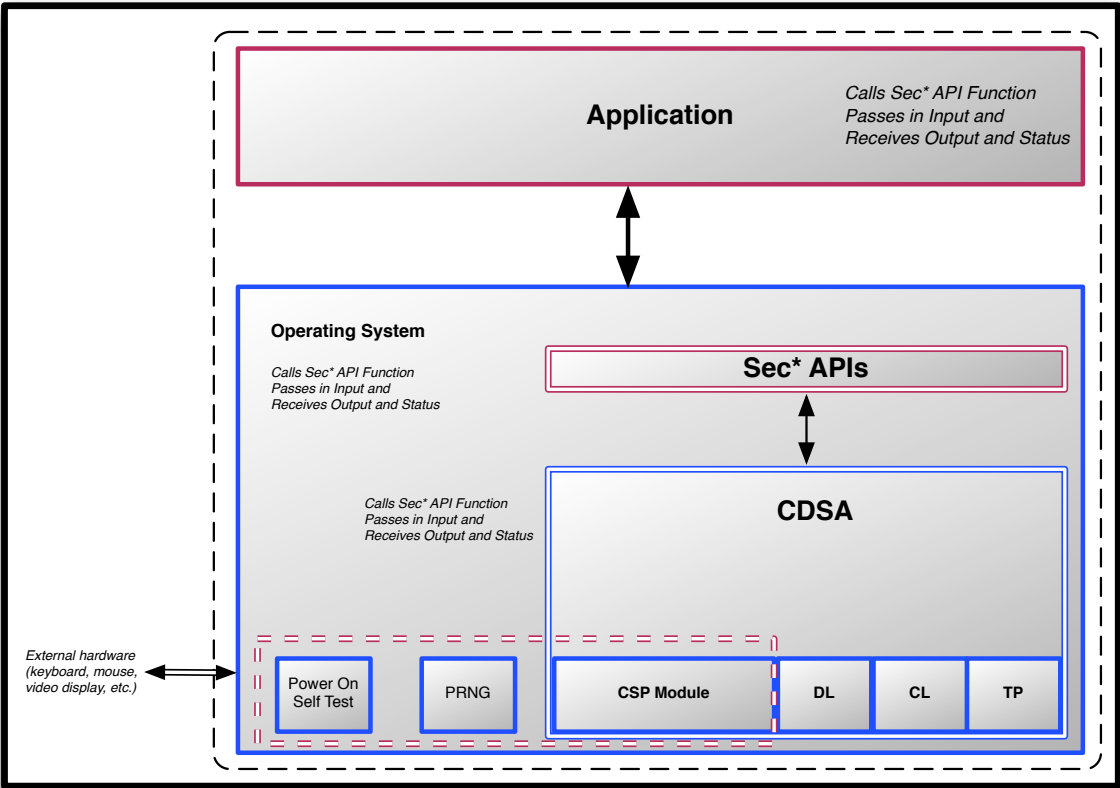 Application
Calls Sec* API Function
Passes in Input and
Receives Output and Status
Operating System
Calls Sec* API Function
Passes in Input and
Receives Output and Status
Sec* APIs
Calls Sec* API Function
Passes in Input and
Receives Output and Status
CDSA
External hardware
(keyboard, mouse,
video display, etc.)
Power On
Self Test
PRNG
CSP Module
DL
CL
TP